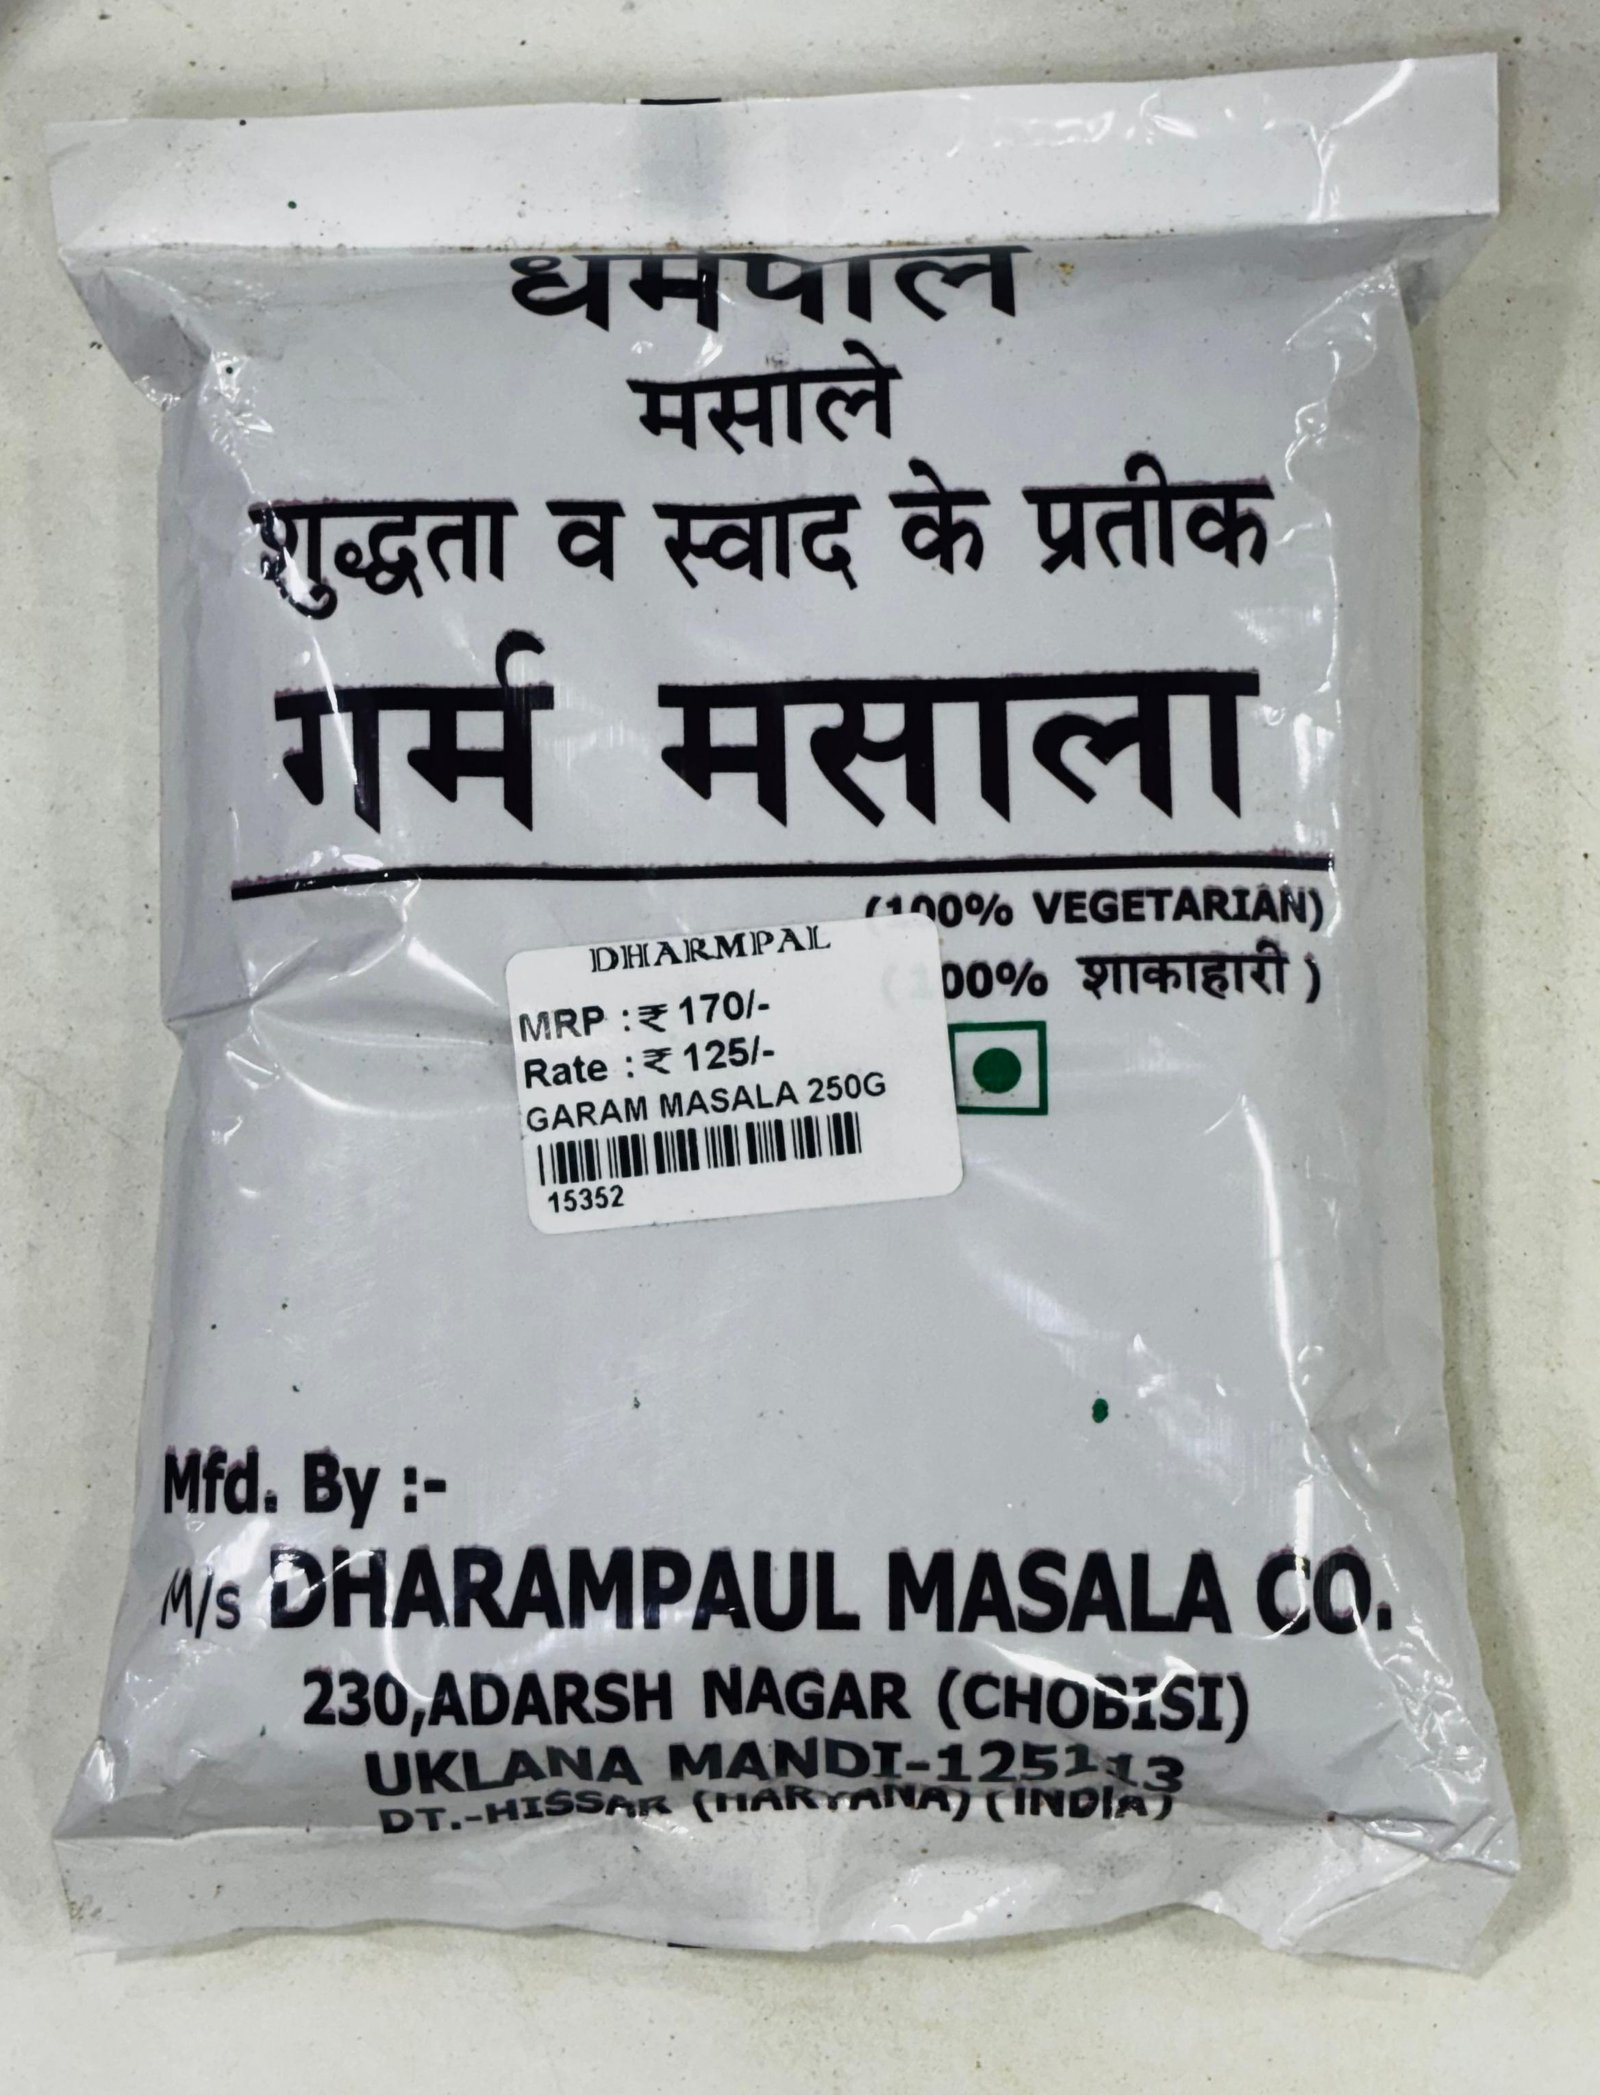 धर्मपाल
मसाले
शुद्धता व स्वाद के प्रतीक
गर्म मसाला
(100% VEGETARIAN)
(100% शाकाहारी)
DHARMPAL
MRP : ₹ 170/-
Rate : ₹ 125/-
GARAM MASALA 250G
15352
Mfd. By :-
M/s DHARAMPAUL MASALA CO.
230,ADARSH NAGAR (CHOBISI)
UKLANA MANDI-125113
DT.-HISSAR (HARYANA) (INDIA)